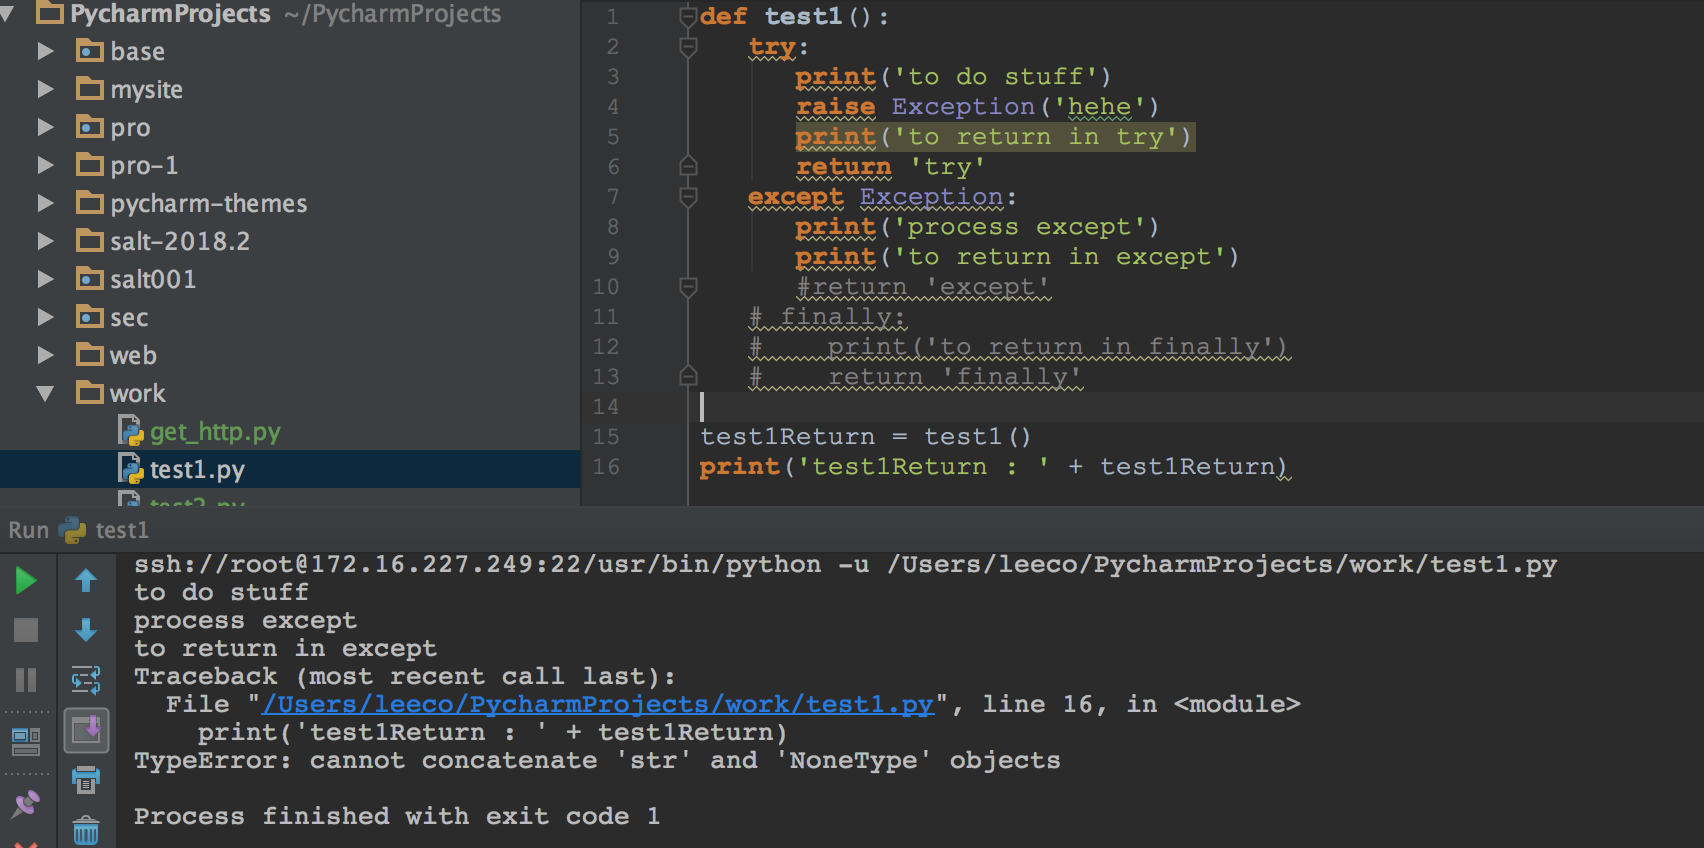 PycharmProjects ~/PycharmProjects
base
mysite
pro
pro-1
pycharm-themes
salt-2018.2
salt001
sec
web
work
get_http.py
test1.py
test2.py
1 def test1():
2 try:
3 print('to do stuff')
4 raise Exception('hehe')
5 print('to return in try')
6 return 'try'
7 except Exception:
8 print('process except')
9 print('to return in except')
10 #return 'except'
11 # finally:
12 # print('to return in finally')
13 # return 'finally'
14
15 test1Return = test1()
16 print('test1Return : ' + test1Return)
Run test1
ssh://root@172.16.227.249:22/usr/bin/python -u /Users/leeco/PycharmProjects/work/test1.py
to do stuff
process except
to return in except
Traceback (most recent call last):
File "/Users/leeco/PycharmProjects/work/test1.py", line 16, in <module>
print('test1Return : ' + test1Return)
TypeError: cannot concatenate 'str' and 'NoneType' objects
Process finished with exit code 1